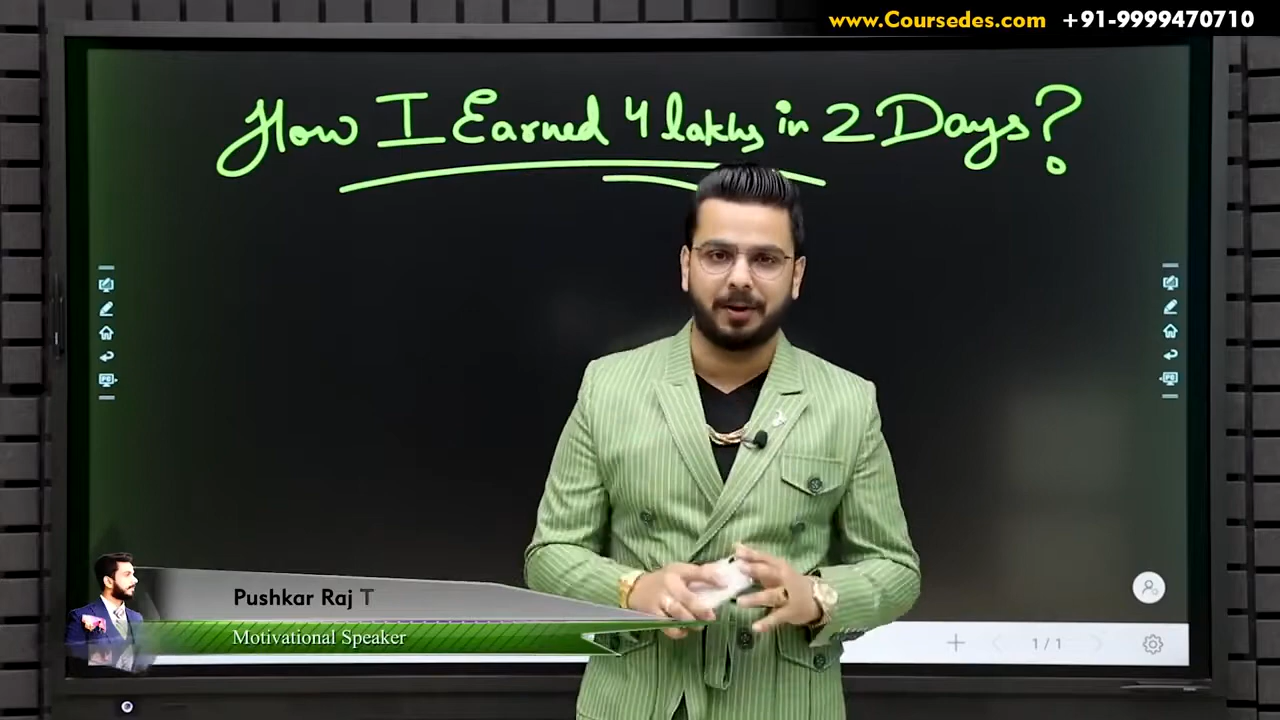 www.Coursedes.com +91-9999470710
How I Earned 4 lakhs in 2 Days?
Pushkar Raj T
Motivational Speaker
1/1